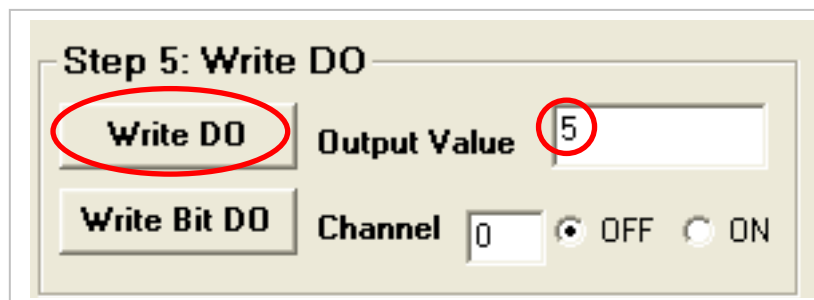 Step 5: Write DO
Write DO Output Value 5
Write Bit DO Channel 0 OFF ON